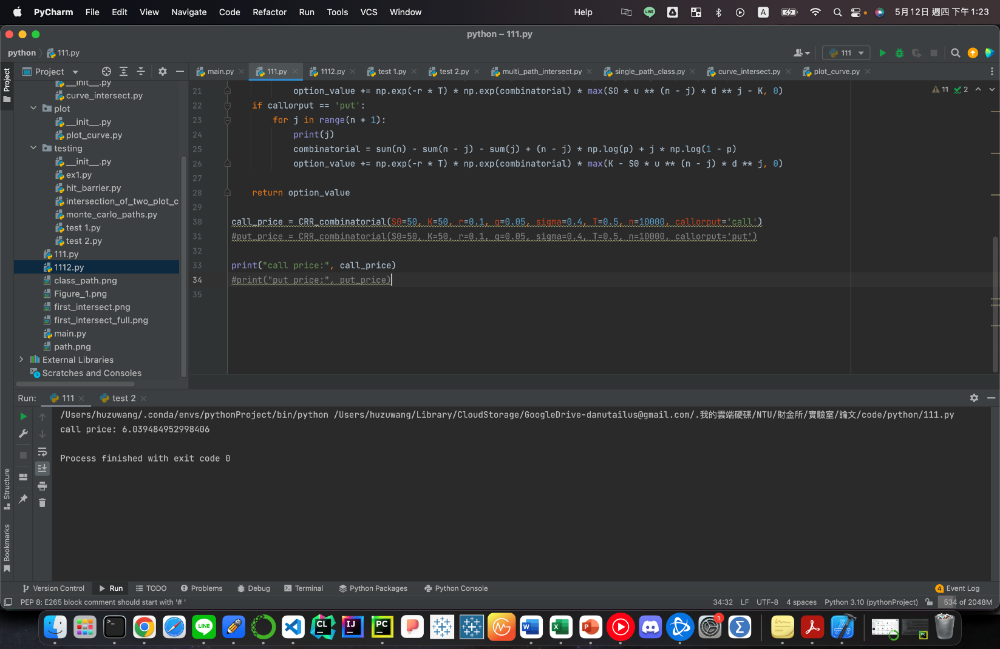 PyCharm File Edit View Navigate Code Refactor Run Tools VCS Window Help 5月12日 週四 下午 1:23
python – 111.py
python 111.py 111
Project main.py 111.py 1112.py test 1.py test 2.py multi_path_intersect.py single_path_class.py curve_intersect.py plot_curve.py
Project
__init__.py
curve_intersect.py
plot
__init__.py
plot_curve.py
testing
__init__.py
ex1.py
hit_barrier.py
intersection_of_two_plot_c
monte_carlo_paths.py
test 1.py
test 2.py
111.py
1112.py
class_path.png
Figure_1.png
first_intersect.png
first_intersect_full.png
main.py
path.png
External Libraries
Scratches and Consoles
11 2
21 option_value += np.exp(-r * T) * np.exp(combinatorial) * max(S0 * u ** (n - j) * d ** j - K, 0)
22 if callorput == 'put':
23 for j in range(n + 1):
24 print(j)
25 combinatorial = sum(n) - sum(n - j) - sum(j) + (n - j) * np.log(p) + j * np.log(1 - p)
26 option_value += np.exp(-r * T) * np.exp(combinatorial) * max(K - S0 * u ** (n - j) * d ** j, 0)
27
28 return option_value
29
30 call_price = CRR_combinatorial(S0=50, K=50, r=0.1, q=0.05, sigma=0.4, T=0.5, n=10000, callorput='call')
31 #put_price = CRR_combinatorial(S0=50, K=50, r=0.1, q=0.05, sigma=0.4, T=0.5, n=10000, callorput='put')
32
33 print("call price:", call_price)
34 #print("put price:", put_price)
35
Run: 111 test 2
/Users/huzuwang/.conda/envs/pythonProject/bin/python /Users/huzuwang/Library/CloudStorage/GoogleDrive-danutailus@gmail.com/.我的雲端硬碟/NTU/財金所/實驗室/論文/code/python/111.py
call price: 6.039484952998406
Process finished with exit code 0
Structure
Bookmarks
Version Control Run TODO Problems Debug Terminal Python Packages Python Console 4 Event Log
PEP 8: E265 block comment should start with '# ' 34:32 LF UTF-8 4 spaces Python 3.10 (pythonProject) 534 of 2048M
LINE CL IJ PC W X P 1 PC